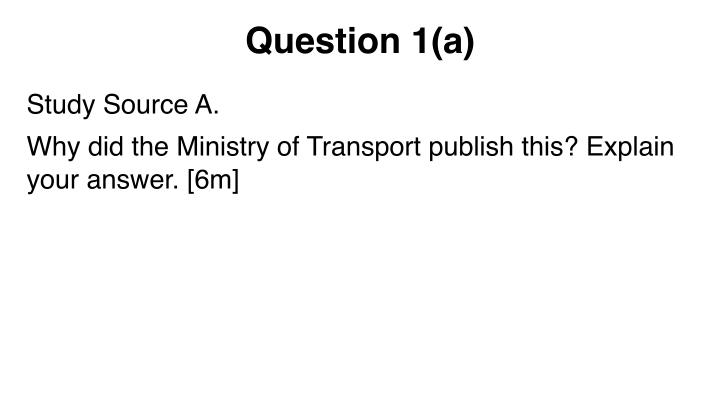 Question 1(a)
Study Source A.
Why did the Ministry of Transport publish this? Explain
your answer. [6m]